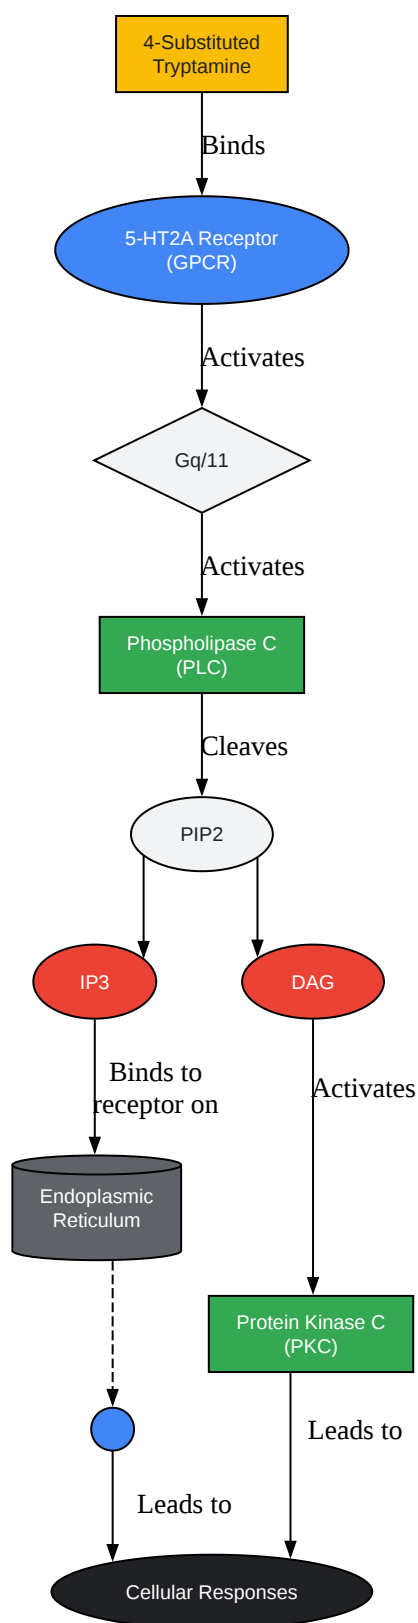 4-Substituted
Tryptamine
Binds
5-HT2A Receptor
(GPCR)
Activates
Gq/11
Activates
Phospholipase C
(PLC)
Cleaves
PIP2
IP3
DAG
Binds to
receptor on
Activates
Endoplasmic
Reticulum
Protein Kinase C
(PKC)
Leads to
Leads to
Cellular Responses